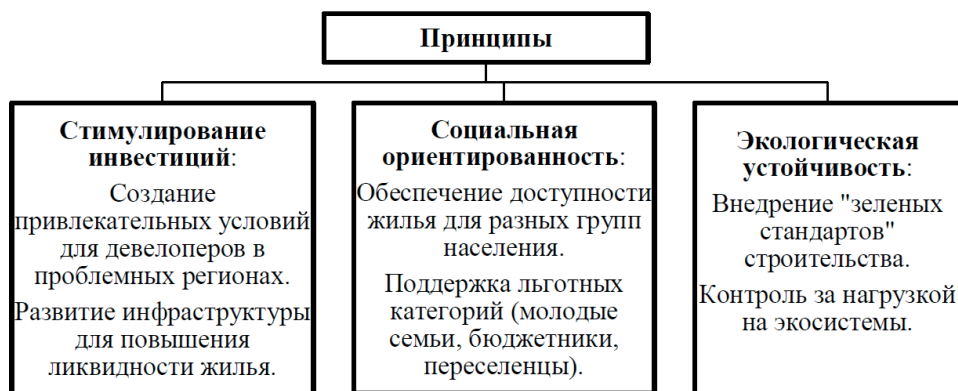 Принципы
Стимулирование
инвестиций:
Создание
привлекательных условий
для девелоперов в
проблемных регионах.
Развитие инфраструктуры
для повышения
ликвидности жилья.
Социальная
ориентированность:
Обеспечение доступности
жилья для разных групп
населения.
Поддержка льготных
категорий (молодые
семьи, бюджетники,
переселенцы).
Экологическая
устойчивость:
Внедрение "зеленых
стандартов"
строительства.
Контроль за нагрузкой
на экосистемы.